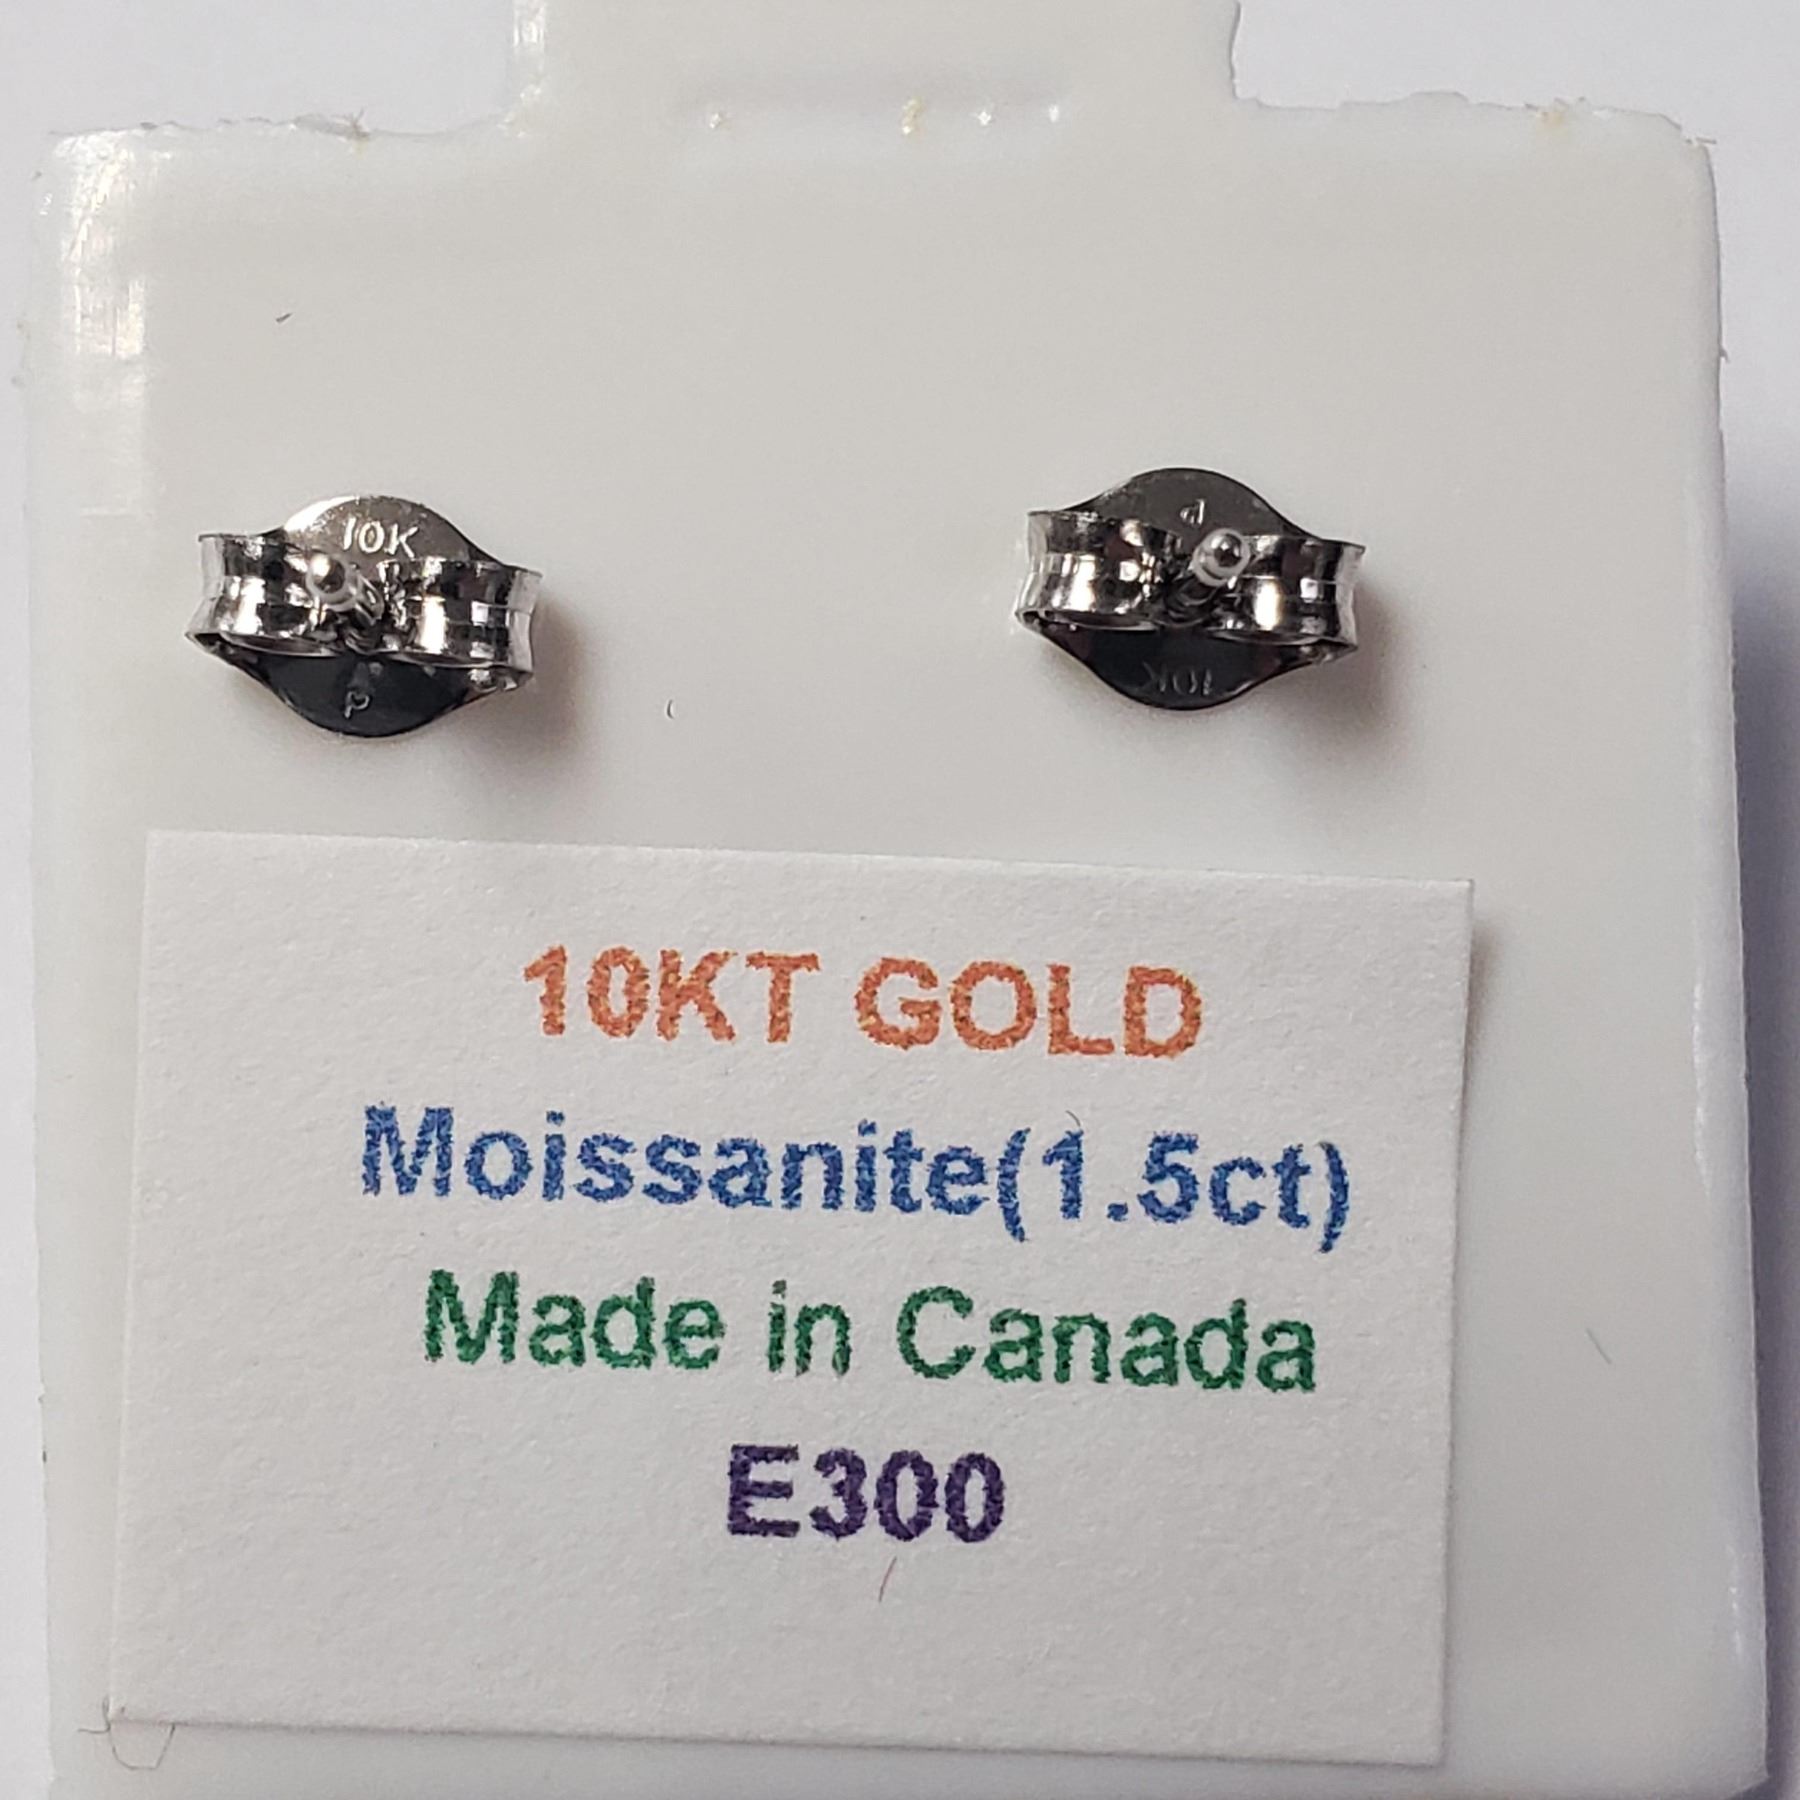 10K
P
P
10K
10KT GOLD
Moissanite(1.5ct)
Made in Canada
E300